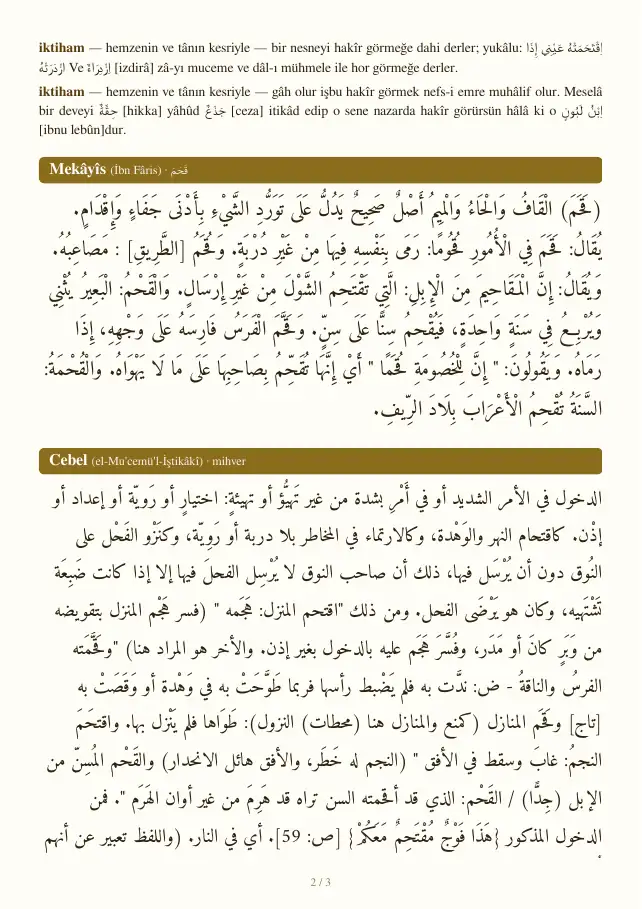 iktiham — hemzenin ve tânın kesriyle — bir nesneyi hakîr görmeğe dahi derler; yukâlu: اِقْتَحَمَتْهُ عَيْنِي إِذَا
ازْدَرَتْهُ Ve اِزْدِرَاءٌ [izdirâ] zâ-yı muceme ve dâl-ı mühmele ile hor görmeğe derler.
iktiham — hemzenin ve tânın kesriyle — gâh olur işbu hakîr görmek nefs-i emre muhâlif olur. Meselâ
bir deveyi حِقَّةٌ [hikka] yâhûd جَذَعٌ [ceza] itikâd edip o sene nazarda hakîr görürsün hâlâ ki o اِبْنُ لَبُونٍ
[ibnu lebûn]dur.
Mekâyîs (İbn Fâris) · قَحَمَ
(قَحَمَ) الْقَافُ وَالْحَاءُ وَالْمِيمُ أَصْلٌ صَحِيحٌ يَدُلُّ عَلَى تَوَرُّدِ الشَّيْءِ بِأَدْنَى جَفَاءٍ وَإِقْدَامٍ.
يُقَالُ: قَحَمَ فِي الْأُمُورِ قُحُومًا: رَمَى بِنَفْسِهِ فِيهَا مِنْ غَيْرِ دُرْبَةٍ. وَقُحَمُ [الطَّرِيقِ] : مَصَاعِبُهُ.
وَيُقَالُ: إِنَّ الْمَقَاحِيمَ مِنَ الْإِبِلِ: الَّتِي تَقْتَحِمُ الشَّوْلَ مِنْ غَيْرِ إِرْسَالٍ. وَالْقَحْمُ: الْبَعِيرُ يُثْنِي
وَيُرْبِعُ فِي سَنَةٍ وَاحِدَةٍ، فَيُقْحِمُ سِنًّا عَلَى سِنٍّ. وَقَحَّمَ الْفَرَسُ فَارِسَهُ عَلَى وَجْهِهِ، إِذَا
رَمَاهُ. وَيَقُولُونَ: " إِنَّ لِلْخُصُومَةِ قُحَمًا " أَيْ إِنَّهَا تُقَحِّمُ بِصَاحِبِهَا عَلَى مَا لَا يَهْوَاهُ. وَالْقُحْمَةُ:
السَّنَةُ تُقْحِمُ الْأَعْرَابَ بِلَادَ الرِّيفِ.
Cebel (el-Mu'cemü'l-İştikâkî) · mihver
الدخول في الأمر الشديد أو في أَمْرٍ بشدة من غير تَهيُّؤ أو تهيئةٍ: اختيارٍ أو رَويّة أو إعداد أو
إذْن. كاقتحام النهر والوَهْدة، وكالارتماء في المخاطر بلا دربة أو رَوِيّة، وكنَزْو الفَحْل على
النُوق دون أن يُرْسَل فيها، ذلك أن صاحب النوق لا يُرْسِل الفحلَ فيها إلا إذا كانت ضَبِعَة
تَشْتَهيه، وكان هو يَرْضَى الفحل. ومن ذلك "اقتحم المنزل: هَجَمه " (فسر هَجْم المنزل بتقويضه
من وَبَرٍ كانَ أو مَدَر، وفُسَّرَ هَجَم عليه بالدخول بغير إذن. والأخر هو المراد هنا) "وقَحَّمَته
الفرسُ والناقةُ - ض: ندَّت به فلم يَضْبط رأسها فربما طَوَّحَتْ به في وَهْدة أو وَقَصَتْ به
[تاج] وقَحَم المنازل (كمنع والمنازل هنا (محطات) النزول): طَوَاها فلم يَنْزل بها. واقتحَمَ
النجمُ: غابَ وسقط في الأفق " (النجم له خَطَر، والأفق هائل الانحدار) والقَحْم المُسِنّ من
الإبل (جِدًّا) / القَحْم: الذي قد أقحمته السن تراه قد هَرِمَ من غير أوان الهَرَم ". فمن
الدخول المذكور {هَذَا فَوْجٌ مُقْتَحِمٌ مَعَكُمْ} [ص: 59]. أي في النار. (واللفظ تعبير عن أنهم
2 / 3